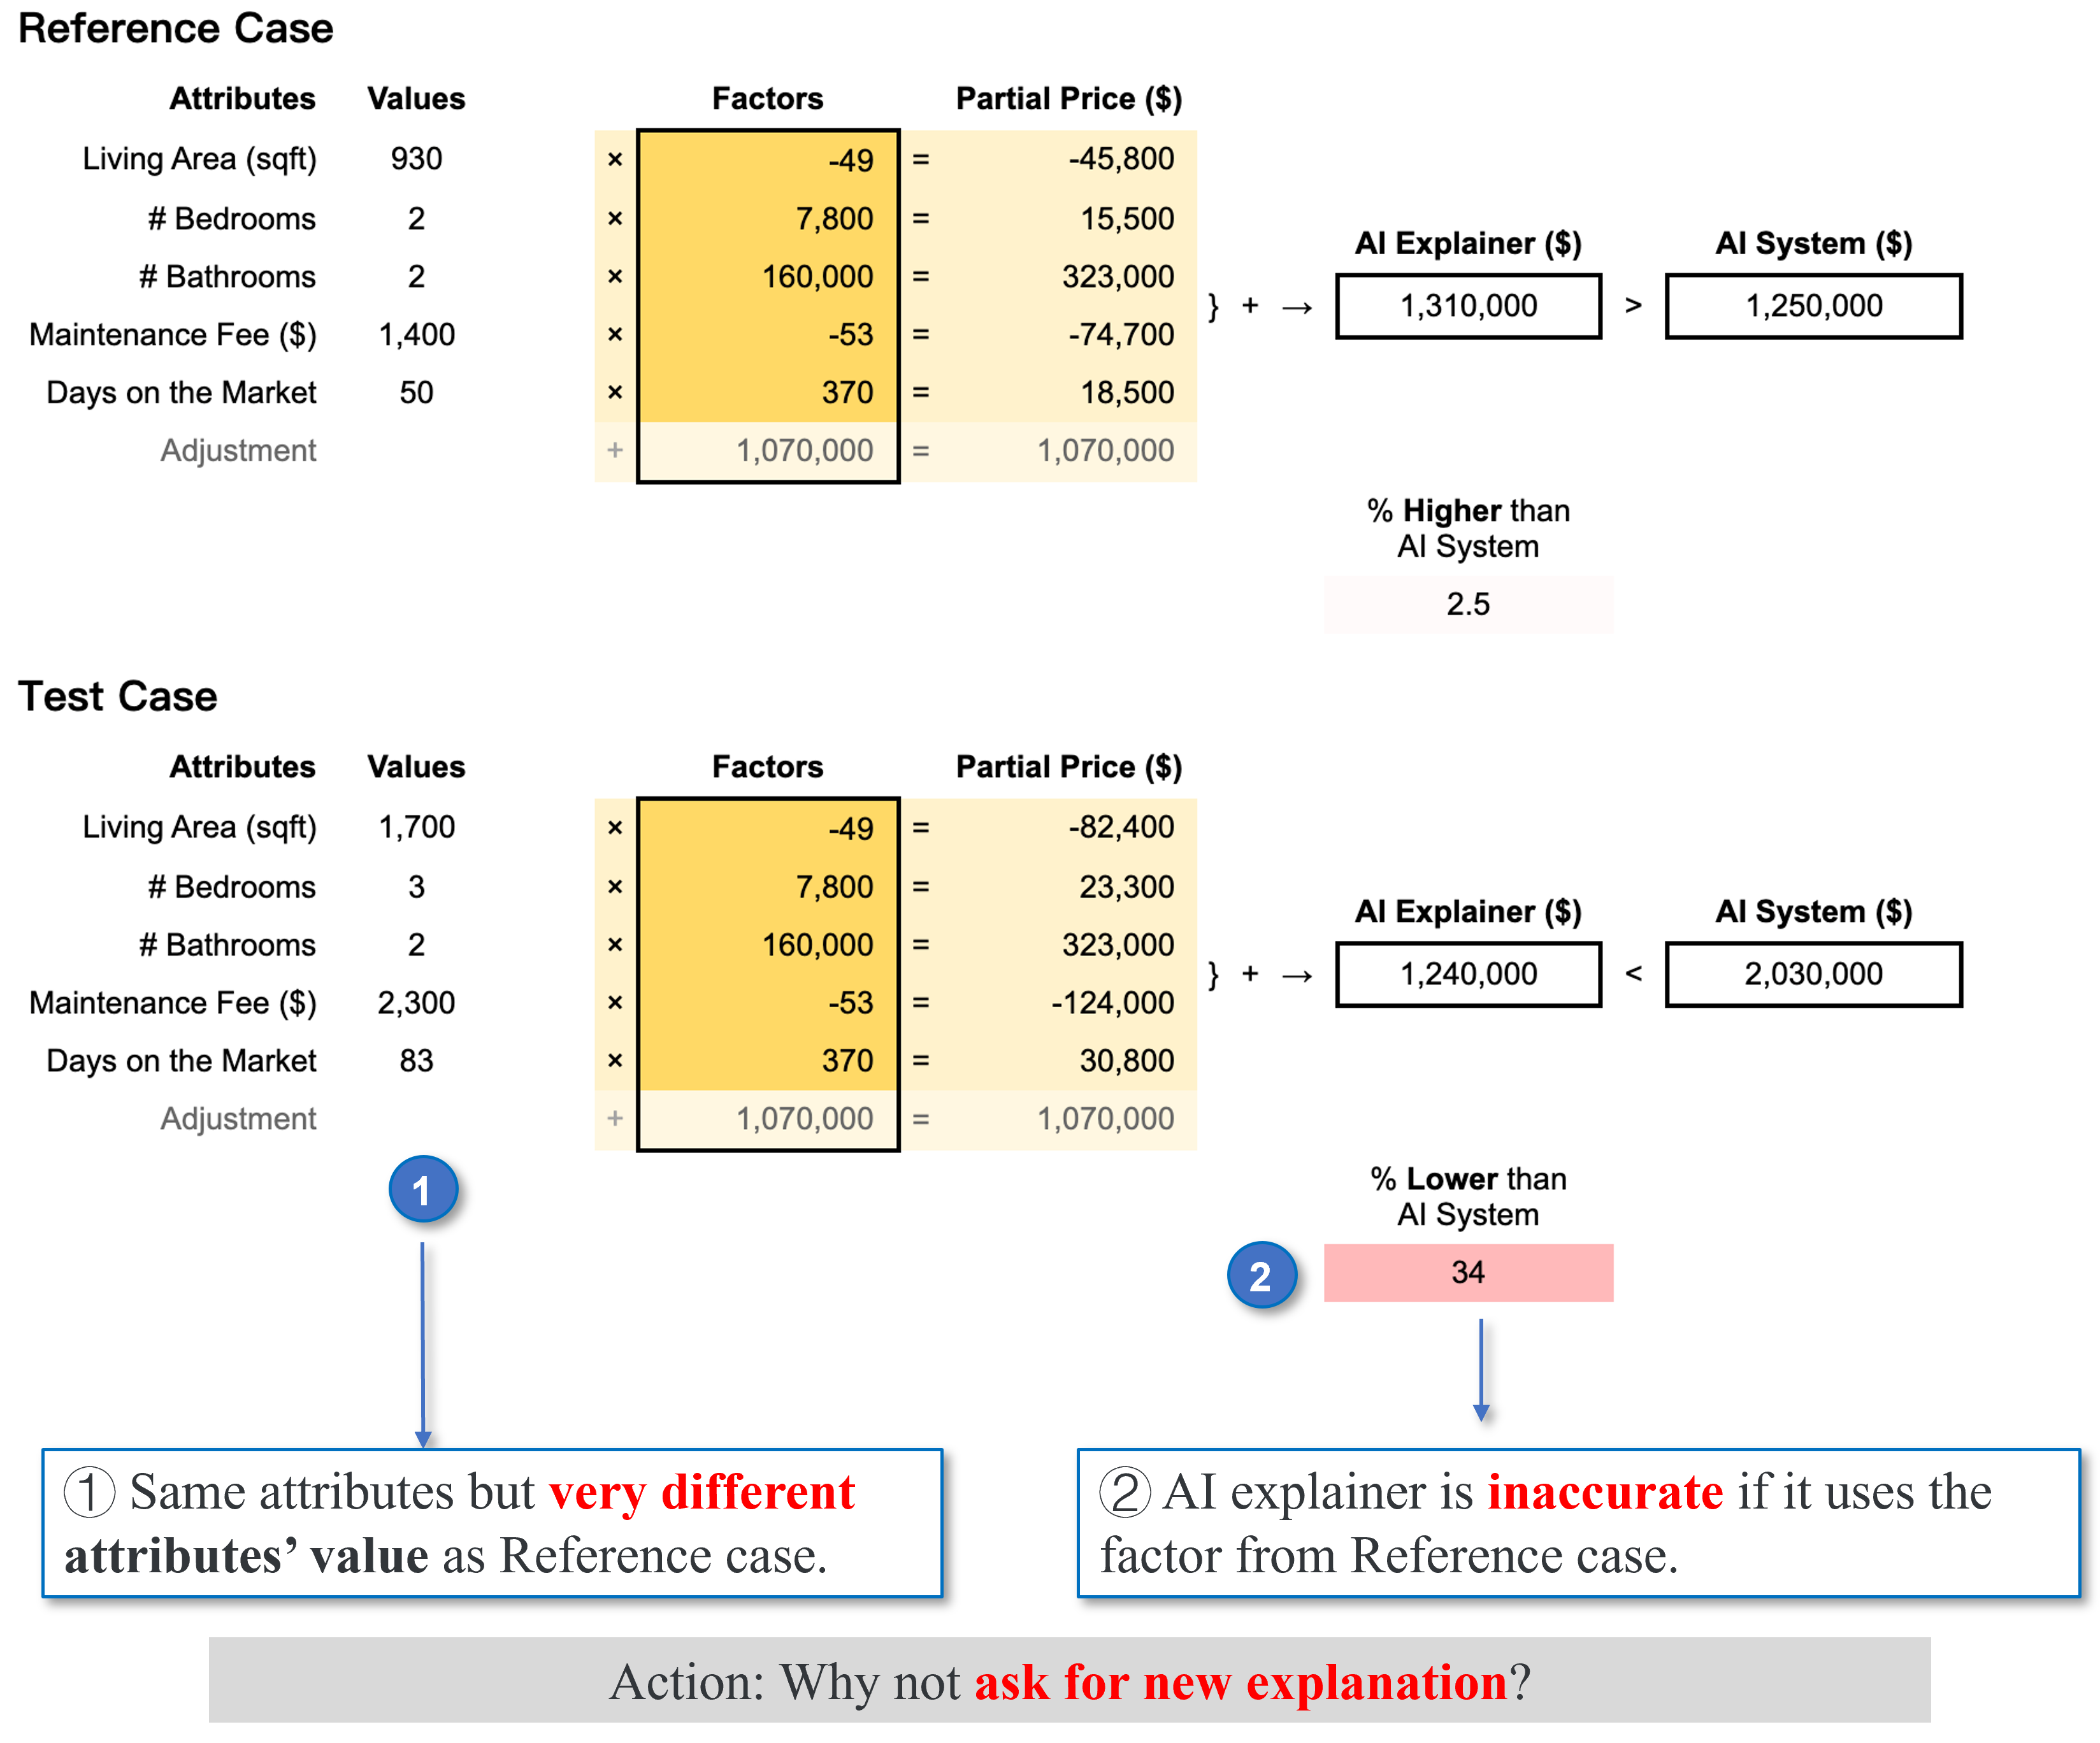 Reference Case
Attributes Values Factors Partial Price ($)
Living Area (sqft) 930 × -49 = -45,800
# Bedrooms 2 × 7,800 = 15,500
# Bathrooms 2 × 160,000 = 323,000
Maintenance Fee ($) 1,400 × -53 = -74,700
Days on the Market 50 × 370 = 18,500
Adjustment + 1,070,000 = 1,070,000
AI Explainer ($) AI System ($)
} + → 1,310,000 > 1,250,000
% Higher than
AI System
2.5
Test Case
Attributes Values Factors Partial Price ($)
Living Area (sqft) 1,700 × -49 = -82,400
# Bedrooms 3 × 7,800 = 23,300
# Bathrooms 2 × 160,000 = 323,000
Maintenance Fee ($) 2,300 × -53 = -124,000
Days on the Market 83 × 370 = 30,800
Adjustment + 1,070,000 = 1,070,000
AI Explainer ($) AI System ($)
} + → 1,240,000 < 2,030,000
% Lower than
AI System
34
1
2
① Same attributes but very different
attributes’ value as Reference case.
② AI explainer is inaccurate if it uses the
factor from Reference case.
Action: Why not ask for new explanation?